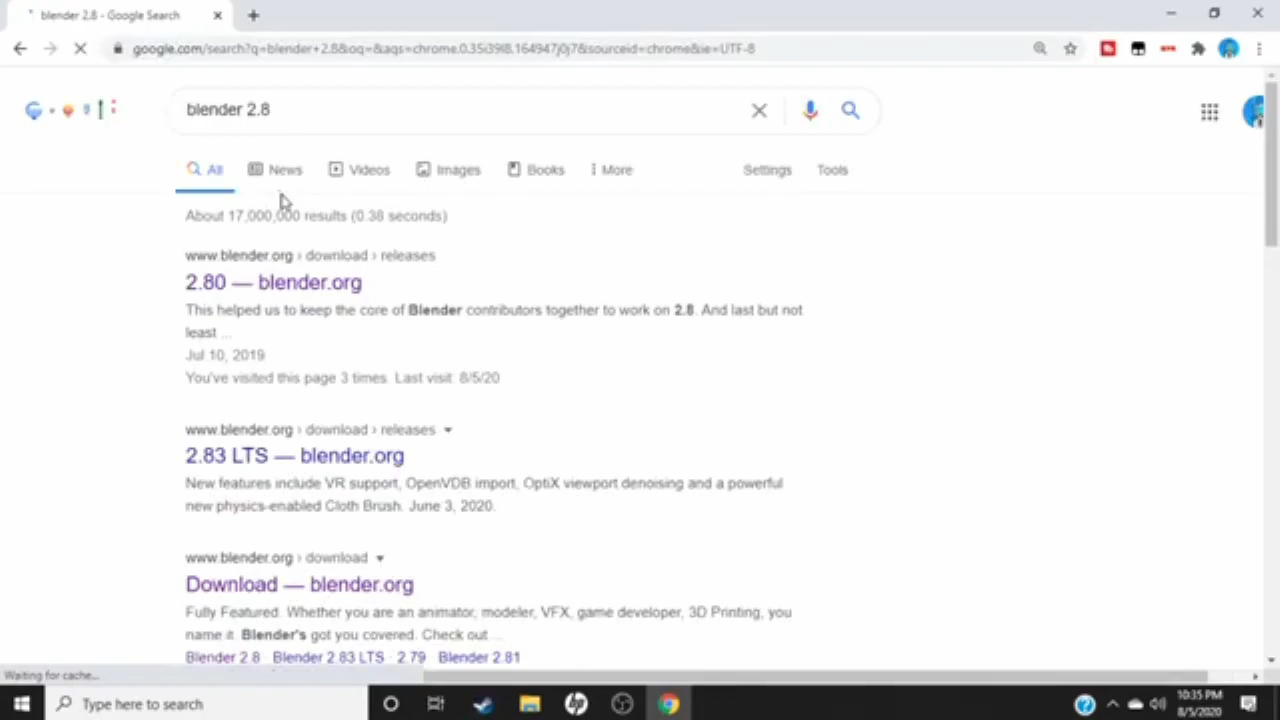 blender 2.8 - Google Search
google.com/search?q=blender+2.8&oq=&aqs=chrome.0.35i39l8.164947j0j7&sourceid=chrome&ie=UTF-8
blender 2.8
All News Videos Images Books More Settings Tools
About 17,000,000 results (0.38 seconds)
www.blender.org › download › releases
2.80 — blender.org
This helped us to keep the core of Blender contributors together to work on 2.8. And last but not
least ...
Jul 10, 2019
You've visited this page 3 times. Last visit: 8/5/20
www.blender.org › download › releases
2.83 LTS — blender.org
New features include VR support, OpenVDB import, OptiX viewport denoising and a powerful
new physics-enabled Cloth Brush. June 3, 2020.
www.blender.org › download
Download — blender.org
Fully Featured. Whether you are an animator, modeler, VFX, game developer, 3D Printing, you
name it. Blender's got you covered. Check out ...
Blender 2.8 · Blender 2.83 LTS · 2.79 · Blender 2.81
Waiting for cache...
Type here to search
hp
10:35 PM
8/5/2020